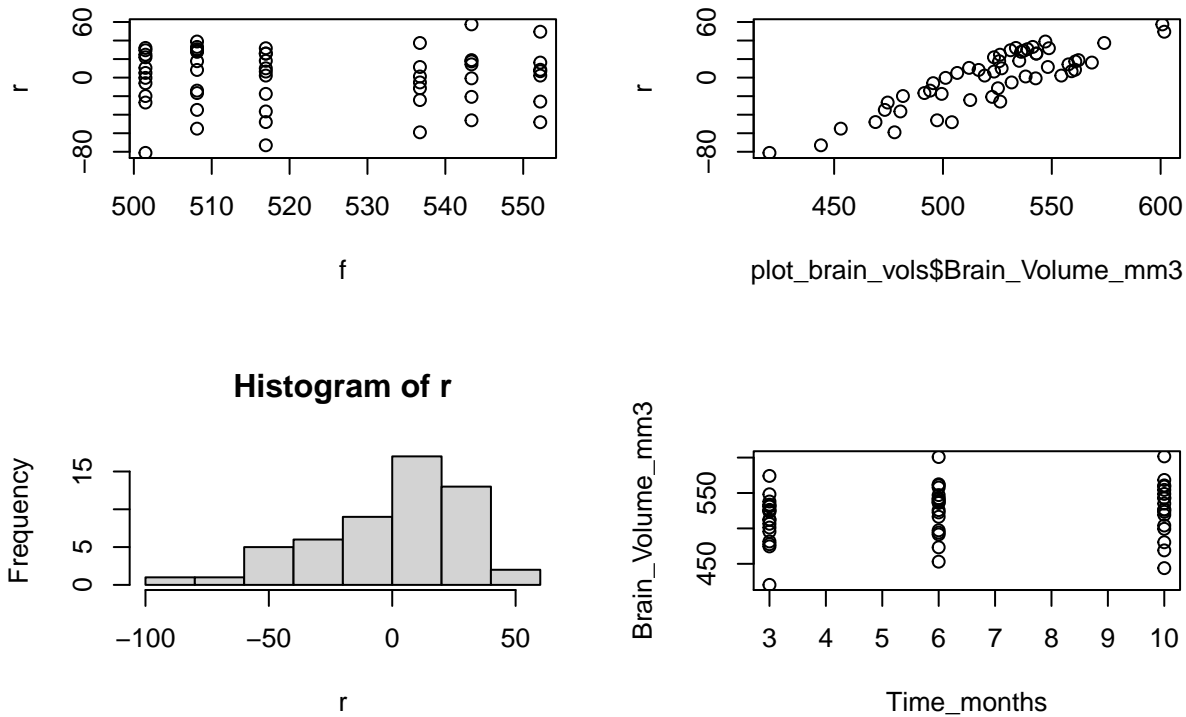 r
60
0
−80
500 510 520 530 540 550
f
r
60
0
−80
450 500 550 600
plot_brain_vols$Brain_Volume_mm3
Histogram of r
Frequency
15
5
0
−100 −50 0 50
r
Brain_Volume_mm3
550
450
3 4 5 6 7 8 9 10
Time_months